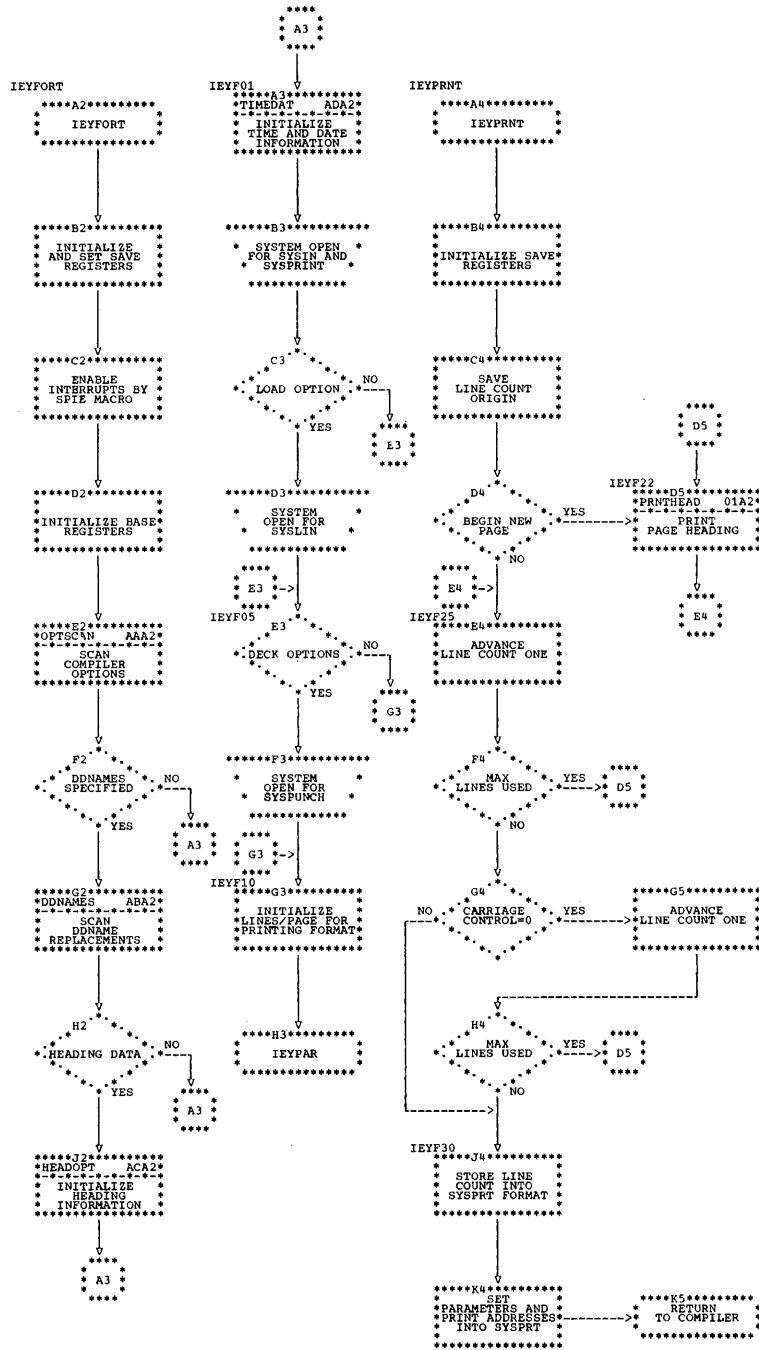 IEYFORT
A2
IEYFORT
B2
INITIALIZE
AND SET SAVE
REGISTERS
C2
ENABLE
INTERRUPTS BY
SPIE MACRO
D2
INITIALIZE BASE
REGISTERS
E2
OPTSCAN AAA2
SCAN
COMPILER
OPTIONS
F2
DDNAMES
SPECIFIED
NO
YES
A3
G2
DDNAMES ABA2
SCAN
DDNAME
REPLACEMENTS
H2
HEADING DATA
NO
YES
A3
J2
HEADOPT ACA2
INITIALIZE
HEADING
INFORMATION
A3
A3
IEYF01
A3
TIMEDAT ADA2
INITIALIZE
TIME AND DATE
INFORMATION
B3
SYSTEM OPEN
FOR SYSIN AND
SYSPRINT
C3
LOAD OPTION
NO
YES
E3
D3
SYSTEM
OPEN FOR
SYSLIN
E3
IEYF05
E3
DECK OPTIONS
NO
YES
G3
F3
SYSTEM
OPEN FOR
SYSPUNCH
G3
IEYF10
G3
INITIALIZE
LINES/PAGE FOR
PRINTING FORMAT
H3
IEYPAR
IEYPRNT
A4
IEYPRNT
B4
INITIALIZE SAVE
REGISTERS
C4
SAVE
LINE COUNT
ORIGIN
D4
BEGIN NEW
PAGE
YES
NO
D5
IEYF22
D5
PRNTHEAD 01A2
PRINT
PAGE HEADING
E4
E4
IEYF25
E4
ADVANCE
LINE COUNT ONE
F4
MAX
LINES USED
YES
D5
NO
G4
CARRIAGE
CONTROL=0
NO
YES
G5
ADVANCE
LINE COUNT ONE
H4
MAX
LINES USED
YES
D5
NO
IEYF30
J4
STORE LINE
COUNT INTO
SYSPRT FORMAT
K4
SET
PARAMETERS AND
PRINT ADDRESSES
INTO SYSPRT
K5
RETURN
TO COMPILER